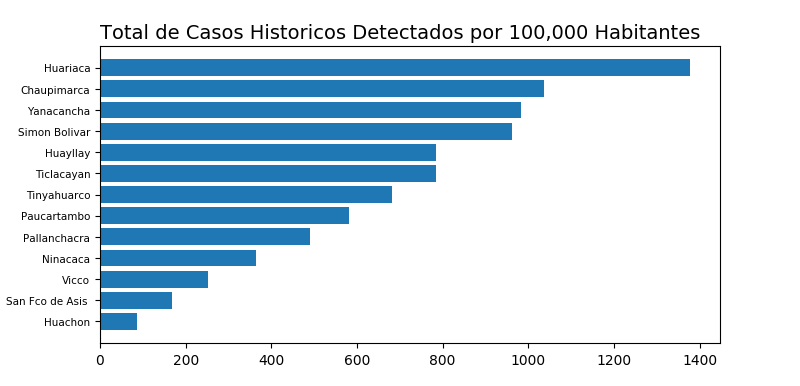 Total de Casos Historicos Detectados por 100,000 Habitantes
Huariaca
Chaupimarca
Yanacancha
Simon Bolivar
Huayllay
Ticlacayan
Tinyahuarco
Paucartambo
Pallanchacra
Ninacaca
Vicco
San Fco de Asis
Huachon
0 200 400 600 800 1000 1200 1400